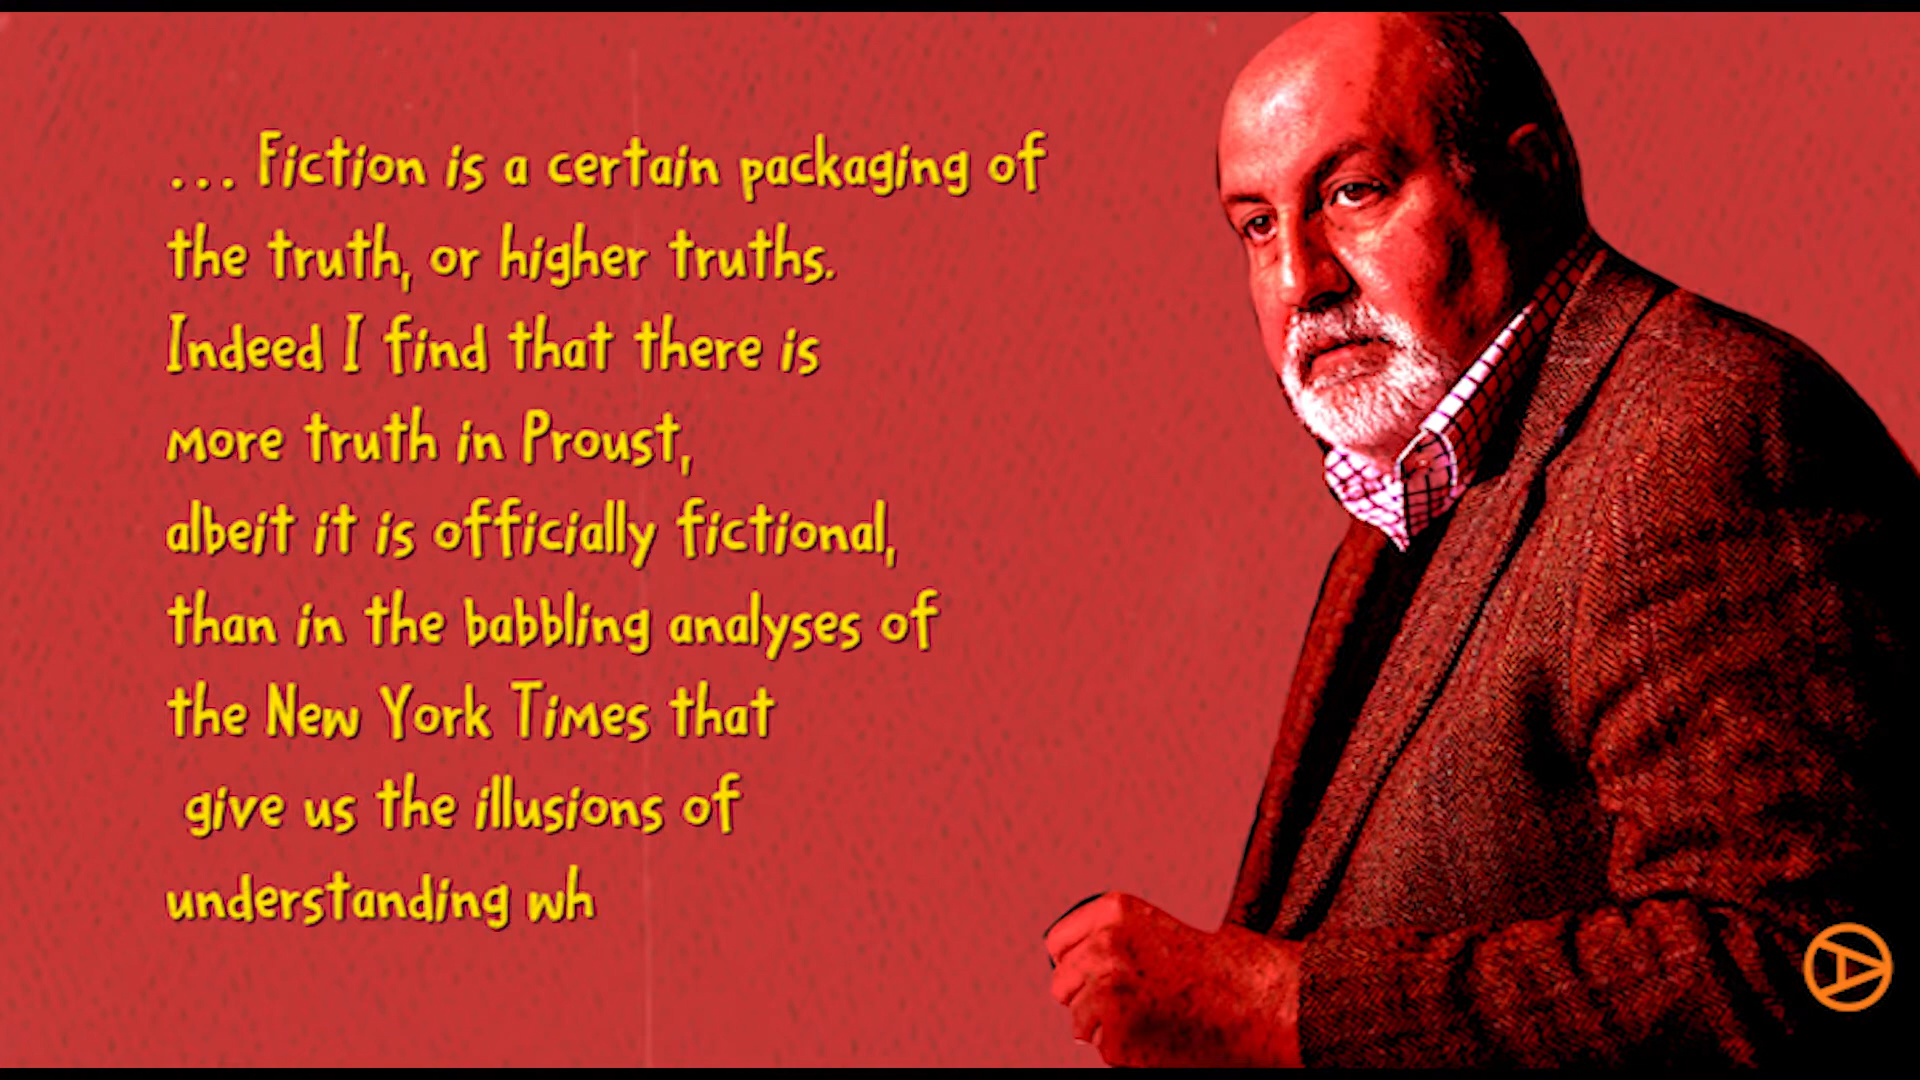 ... Fiction is a certain packaging of
the truth, or higher truths.
Indeed I find that there is
more truth in Proust,
albeit it is officially fictional,
than in the babbling analyses of
the New York Times that
give us the illusions of
understanding wh